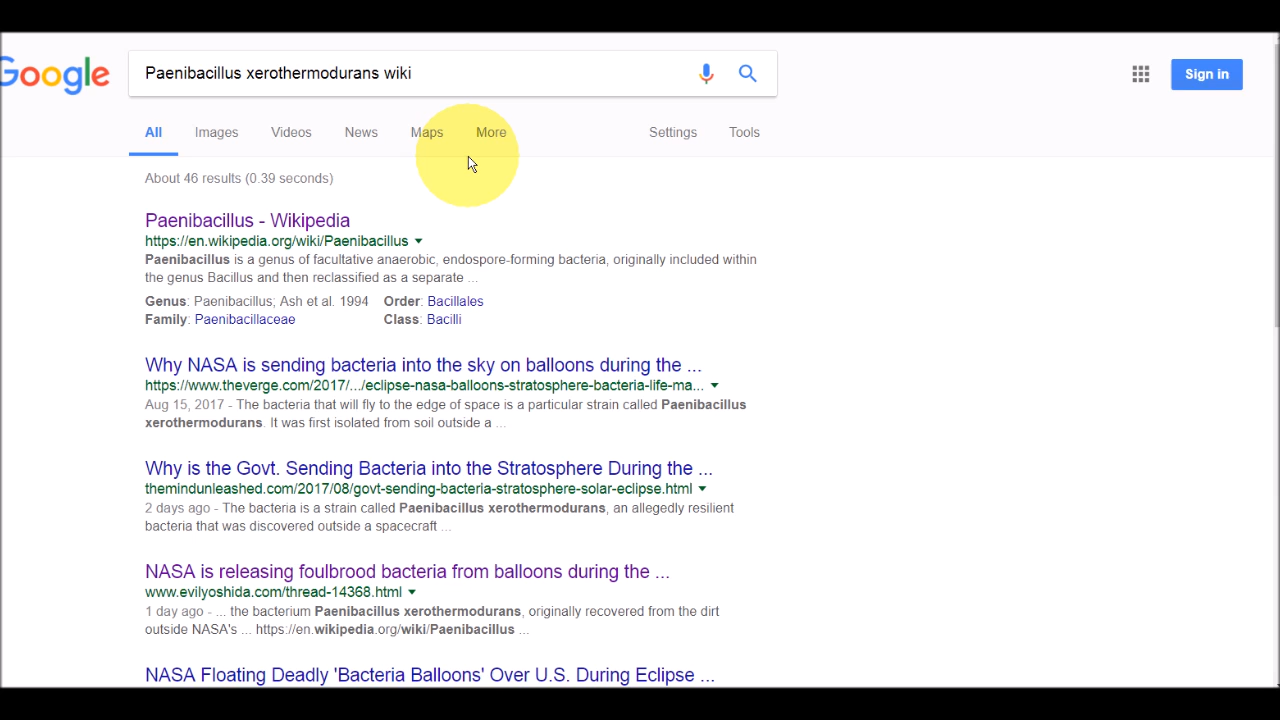 Google
Paenibacillus xerothermodurans wiki
Sign in
All Images Videos News Maps More Settings Tools
About 46 results (0.39 seconds)
Paenibacillus - Wikipedia
https://en.wikipedia.org/wiki/Paenibacillus
Paenibacillus is a genus of facultative anaerobic, endospore-forming bacteria, originally included within
the genus Bacillus and then reclassified as a separate ...
Genus: Paenibacillus; Ash et al. 1994 Order: Bacillales
Family: Paenibacillaceae Class: Bacilli
Why NASA is sending bacteria into the sky on balloons during the ...
https://www.theverge.com/2017/.../eclipse-nasa-balloons-stratosphere-bacteria-life-ma...
Aug 15, 2017 - The bacteria that will fly to the edge of space is a particular strain called Paenibacillus
xerothermodurans. It was first isolated from soil outside a ...
Why is the Govt. Sending Bacteria into the Stratosphere During the ...
themindunleashed.com/2017/08/govt-sending-bacteria-stratosphere-solar-eclipse.html
2 days ago - The bacteria is a strain called Paenibacillus xerothermodurans, an allegedly resilient
bacteria that was discovered outside a spacecraft ...
NASA is releasing foulbrood bacteria from balloons during the ...
www.evilyoshida.com/thread-14368.html
1 day ago - ... the bacterium Paenibacillus xerothermodurans, originally recovered from the dirt
outside NASA's ... https://en.wikipedia.org/wiki/Paenibacillus ...
NASA Floating Deadly 'Bacteria Balloons' Over U.S. During Eclipse ...